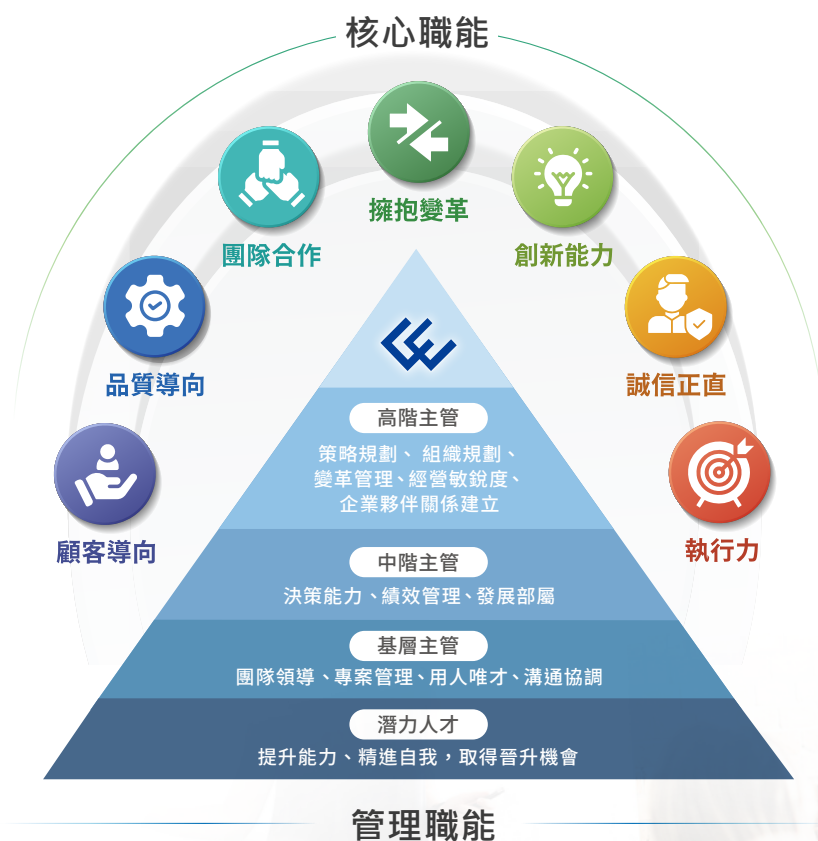 核心職能
擁抱變革
團隊合作
創新能力
品質導向
誠信正直
顧客導向
執行力
高階主管
策略規劃、組織規劃、
變革管理、經營敏銳度、
企業夥伴關係建立
中階主管
決策能力、績效管理、發展部屬
基層主管
團隊領導、專案管理、用人唯才、溝通協調
潛力人才
提升能力、精進自我，取得晉升機會
管理職能